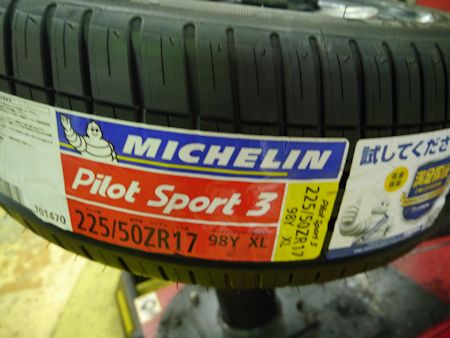 MICHELIN
Pilot Sport 3
225/50ZR17 98Y XL
701470
Pilot Sport 3
225/50ZR17
98Y XL
試してくださ